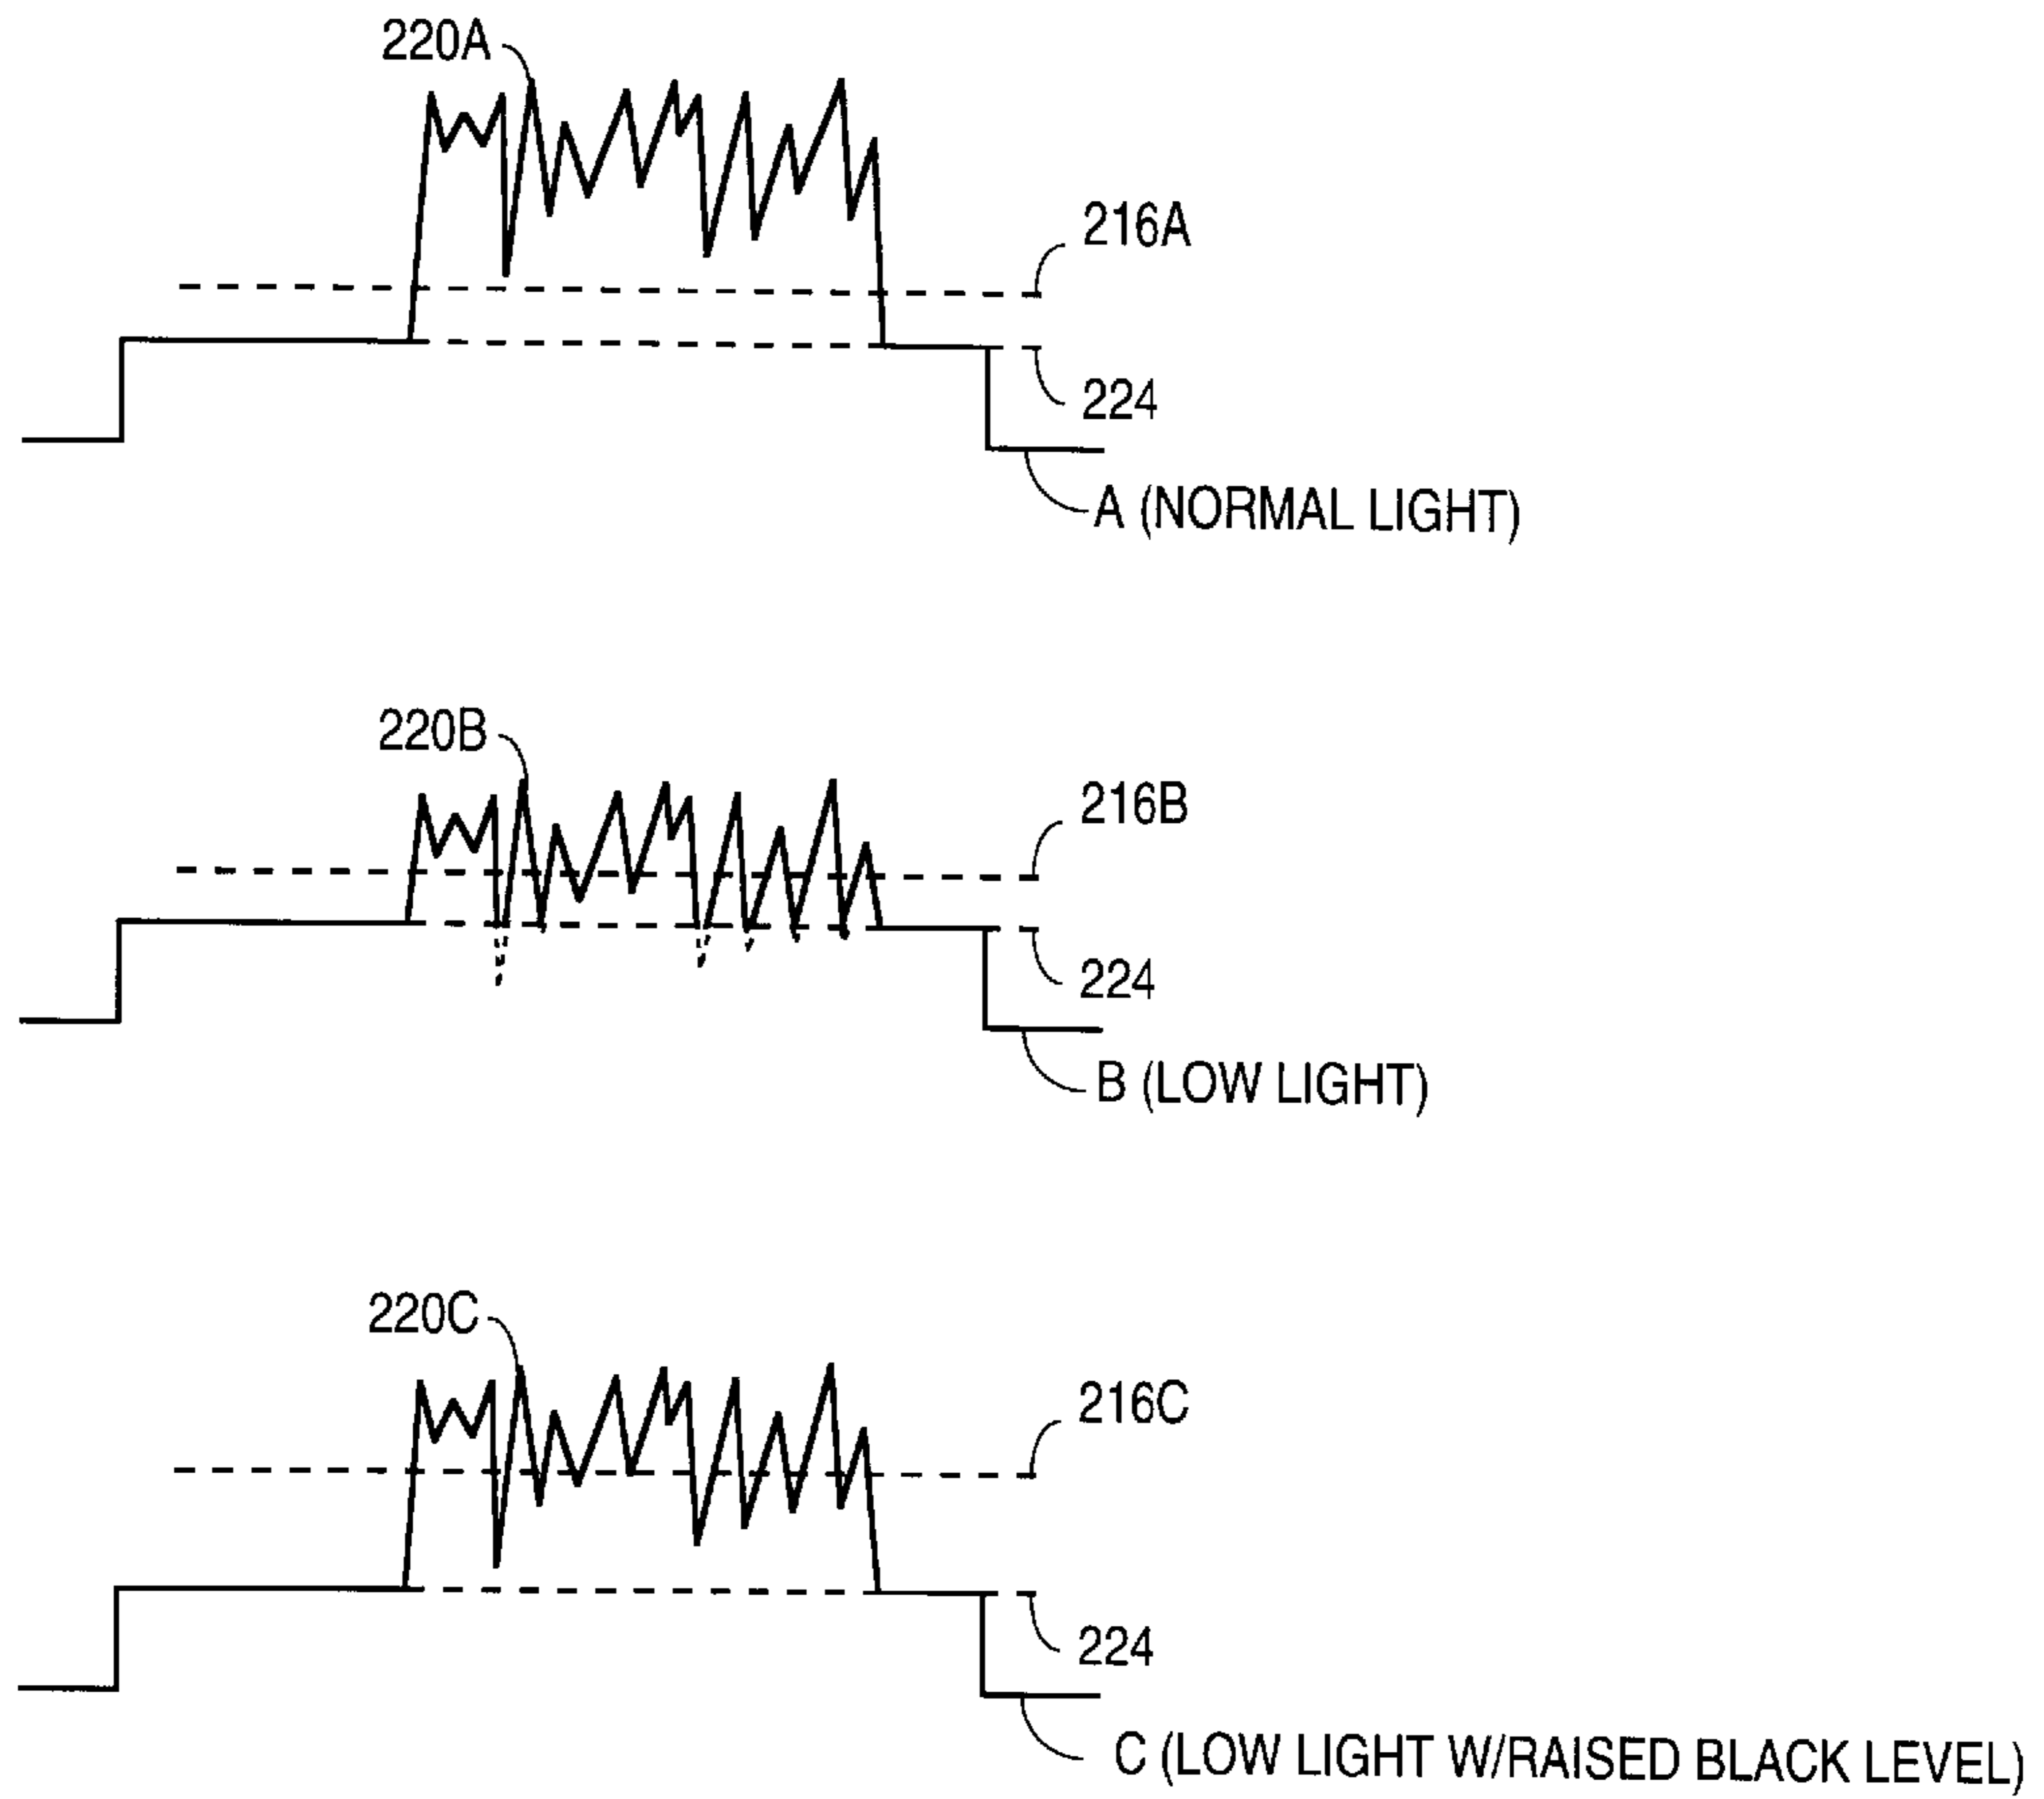 220A
216A
224
A (NORMAL LIGHT)
220B
216B
224
B (LOW LIGHT)
220C
216C
224
C (LOW LIGHT W/RAISED BLACK LEVEL)